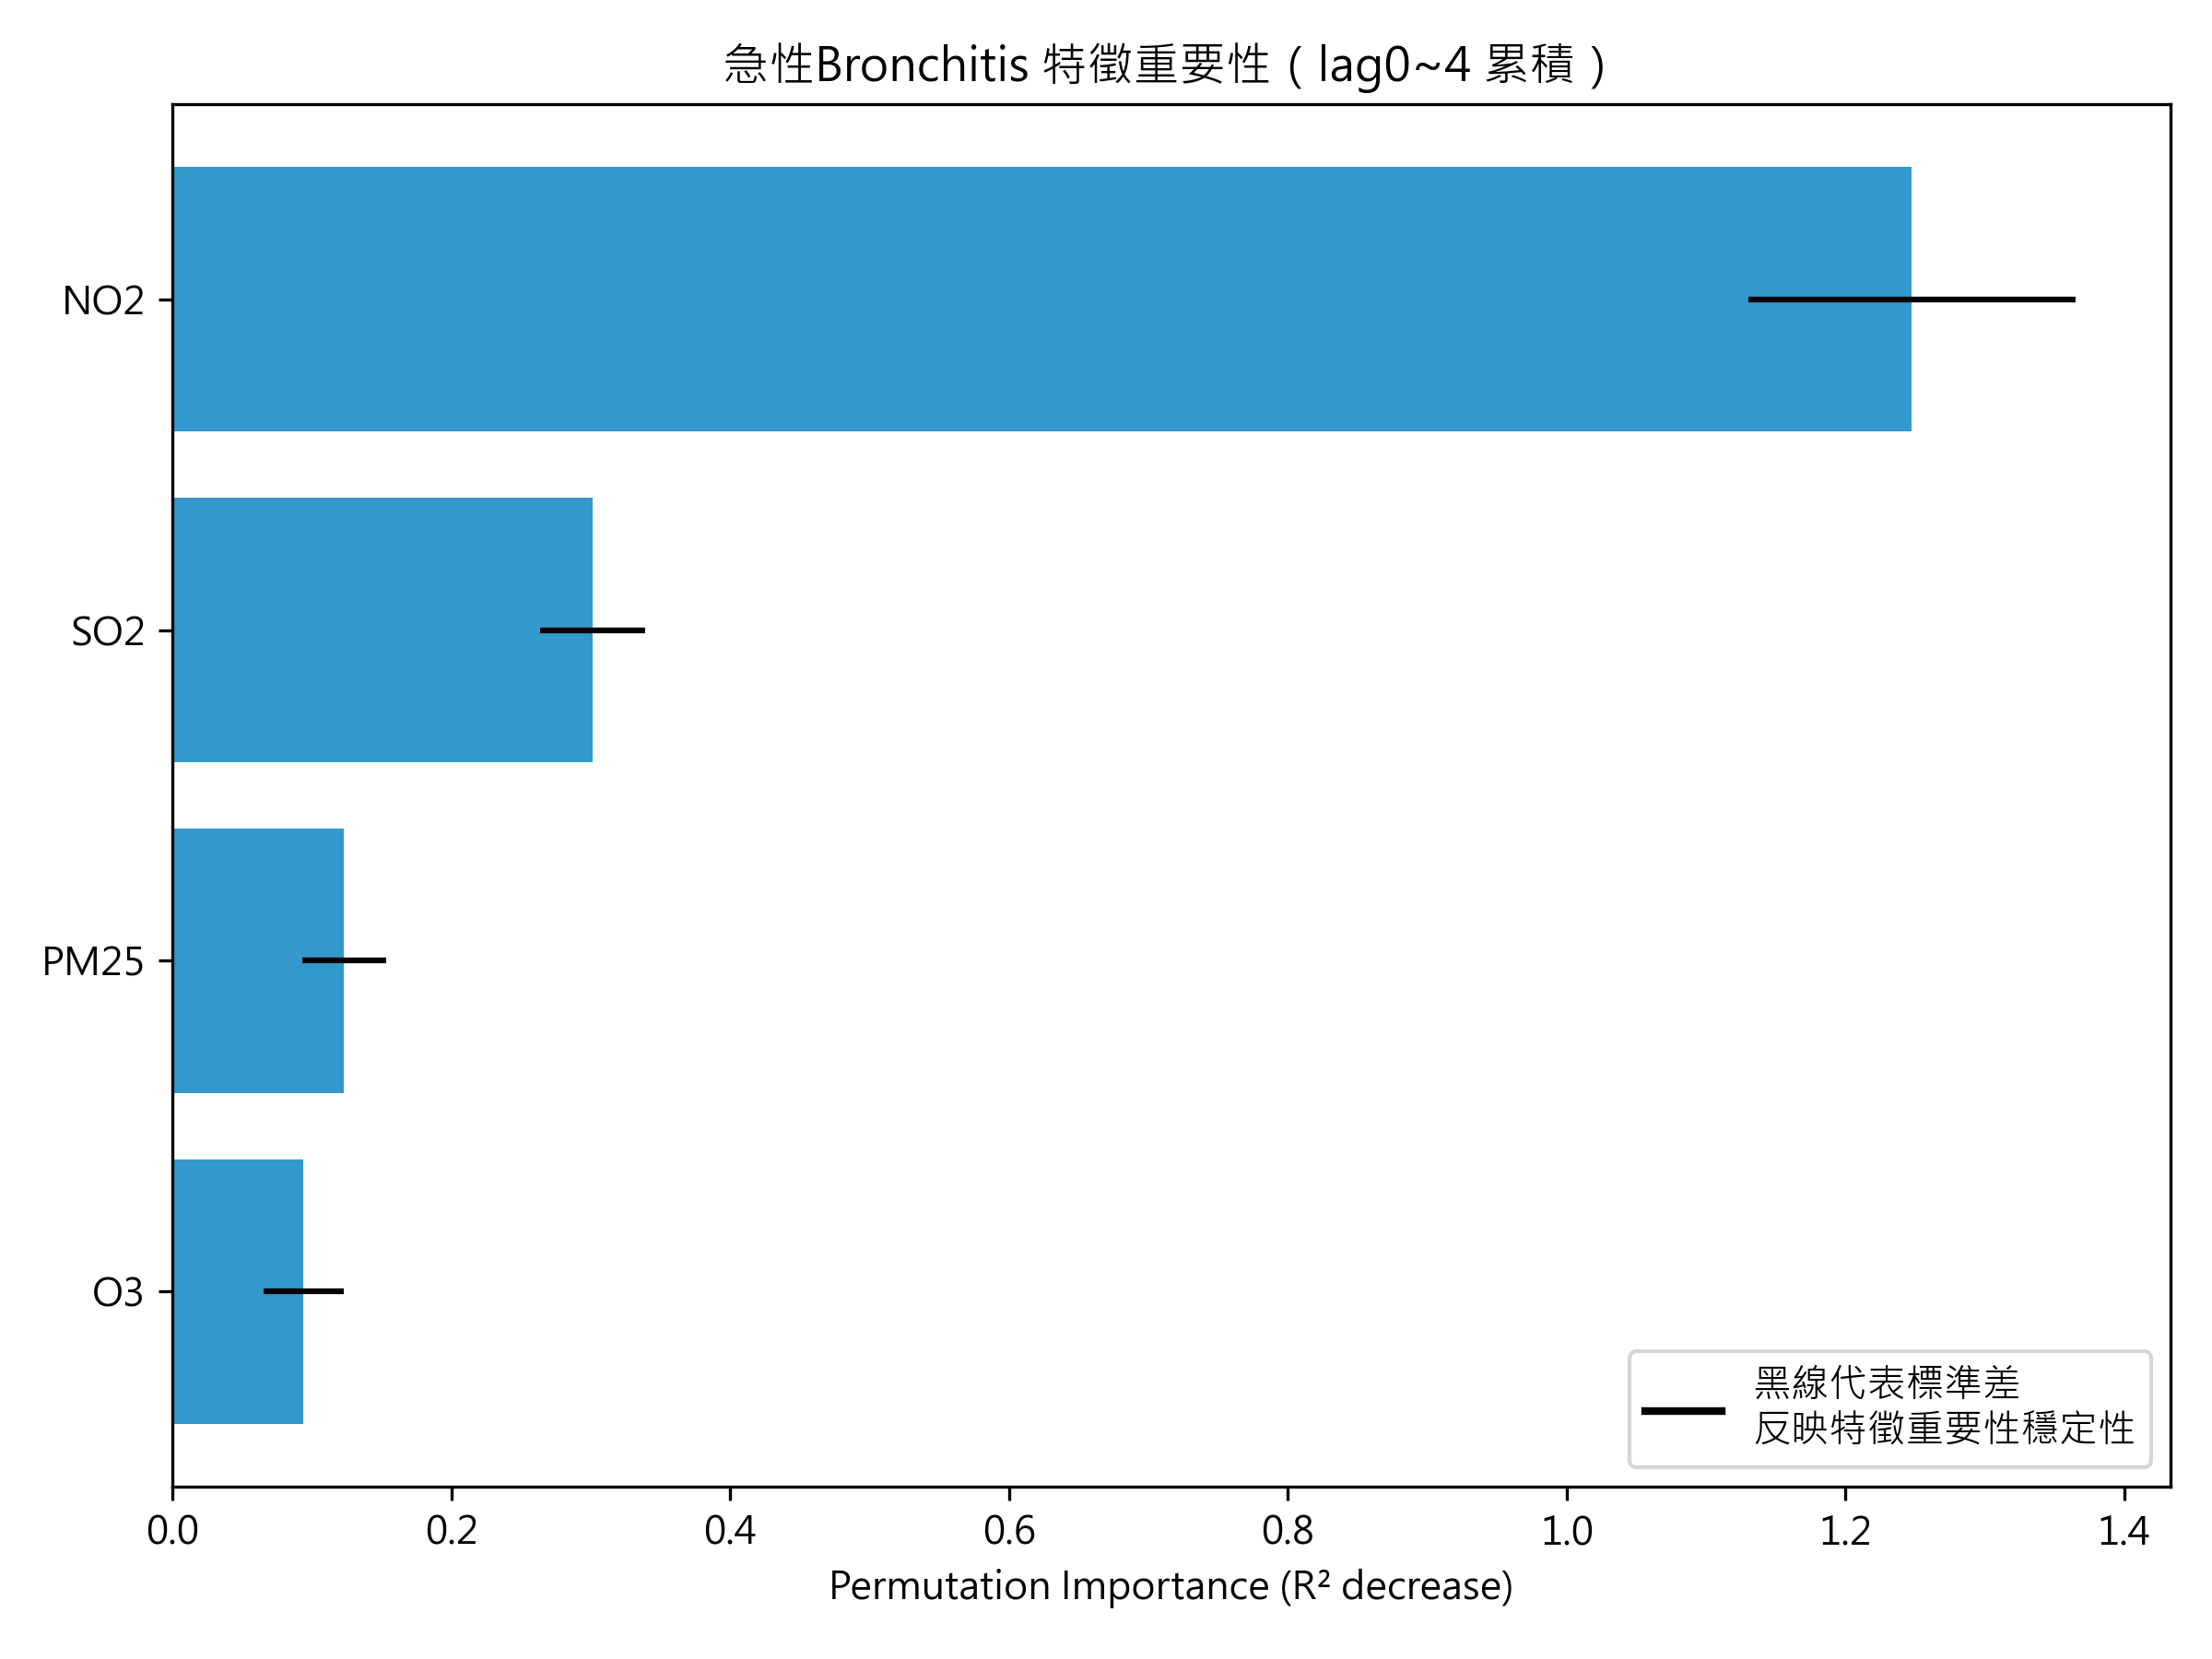 急性Bronchitis 特徵重要性（lag0~4 累積）
NO2
SO2
PM25
O3
黑線代表標準差
反映特徵重要性穩定性
0.0 0.2 0.4 0.6 0.8 1.0 1.2 1.4
Permutation Importance (R² decrease)